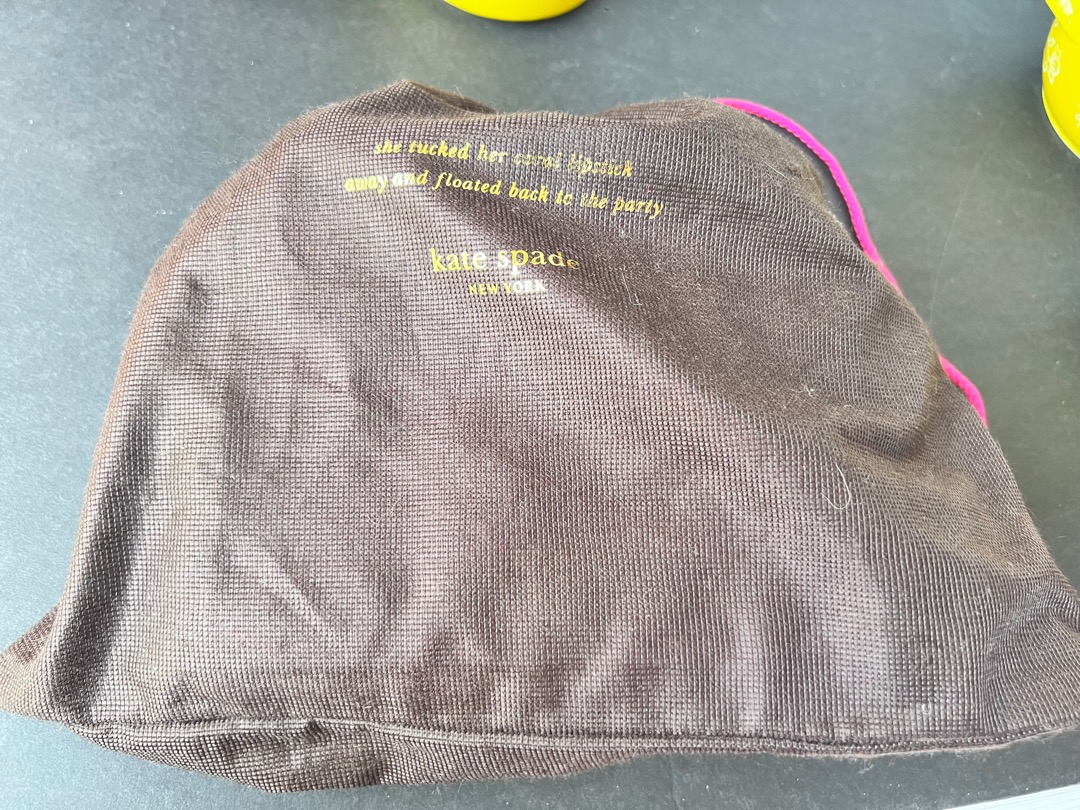 she tucked her coral lipstick
away and floated back to the party
kate spade
NEW YORK